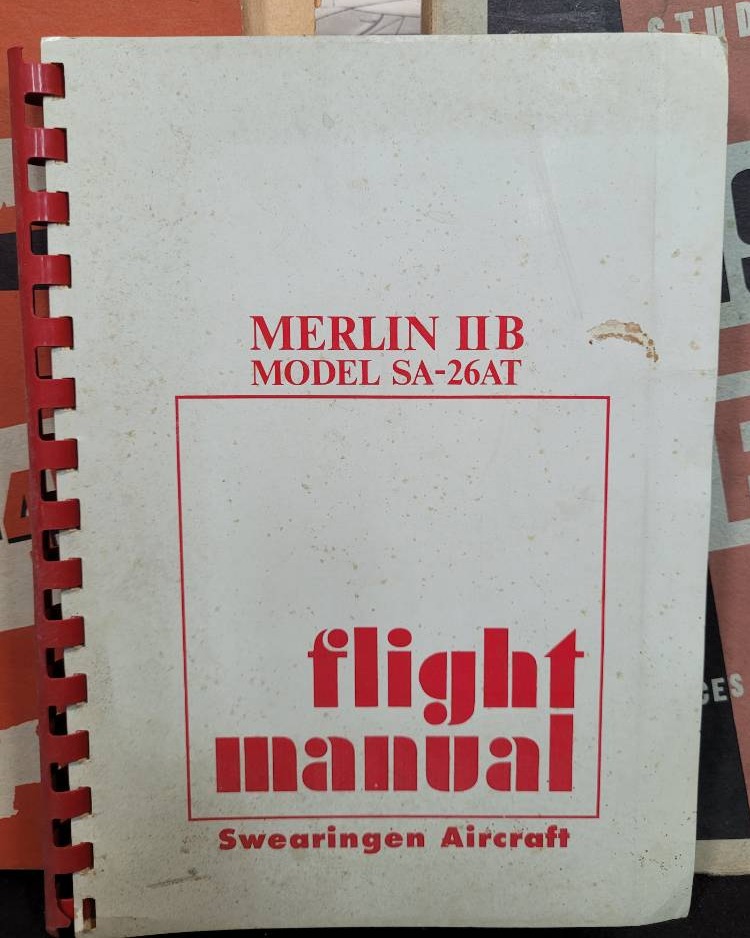 MERLIN IIB
MODEL SA-26AT
flight
manual
Swearingen Aircraft